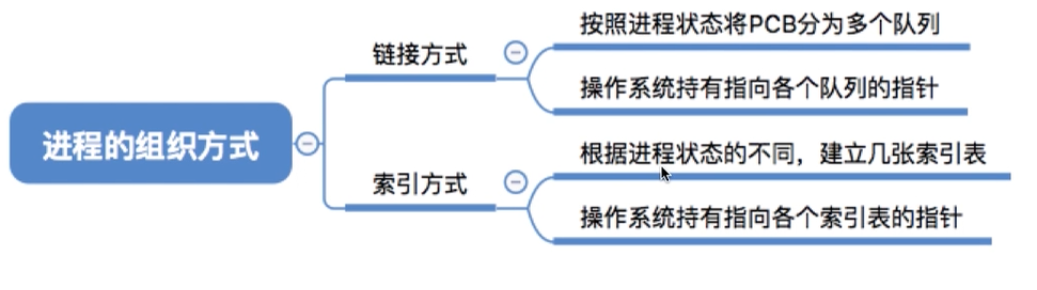 进程的组织方式
链接方式
按照进程状态将PCB分为多个队列
操作系统持有指向各个队列的指针
索引方式
根据进程状态的不同，建立几张索引表
操作系统持有指向各个索引表的指针